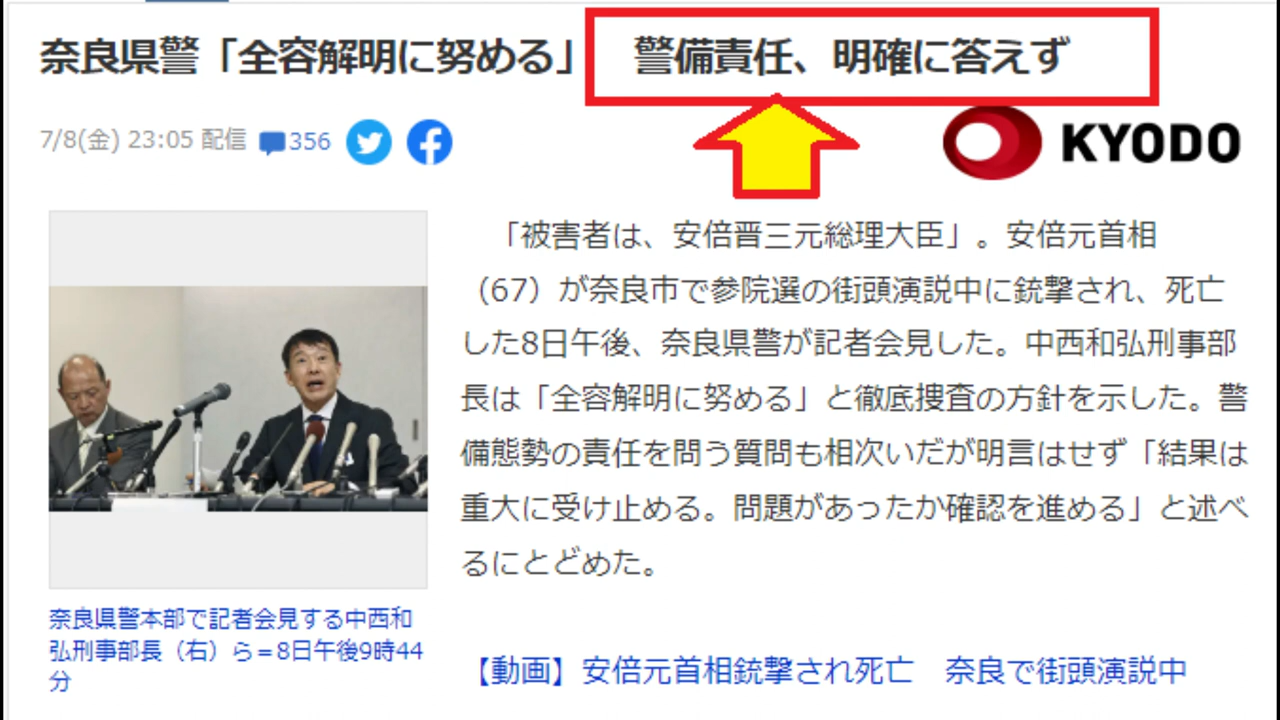 奈良県警「全容解明に努める」 警備責任、明確に答えず
7/8(金) 23:05 配信 356
KYODO
「被害者は、安倍晋三元総理大臣」。安倍元首相
（67）が奈良市で参院選の街頭演説中に銃撃され、死亡
した8日午後、奈良県警が記者会見した。中西和弘刑事部
長は「全容解明に努める」と徹底捜査の方針を示した。警
備態勢の責任を問う質問も相次いだが明言はせず「結果は
重大に受け止める。問題があったか確認を進める」と述べ
るにとどめた。
奈良県警本部で記者会見する中西和
弘刑事部長（右）ら＝8日午後9時44
分
【動画】安倍元首相銃撃され死亡 奈良で街頭演説中